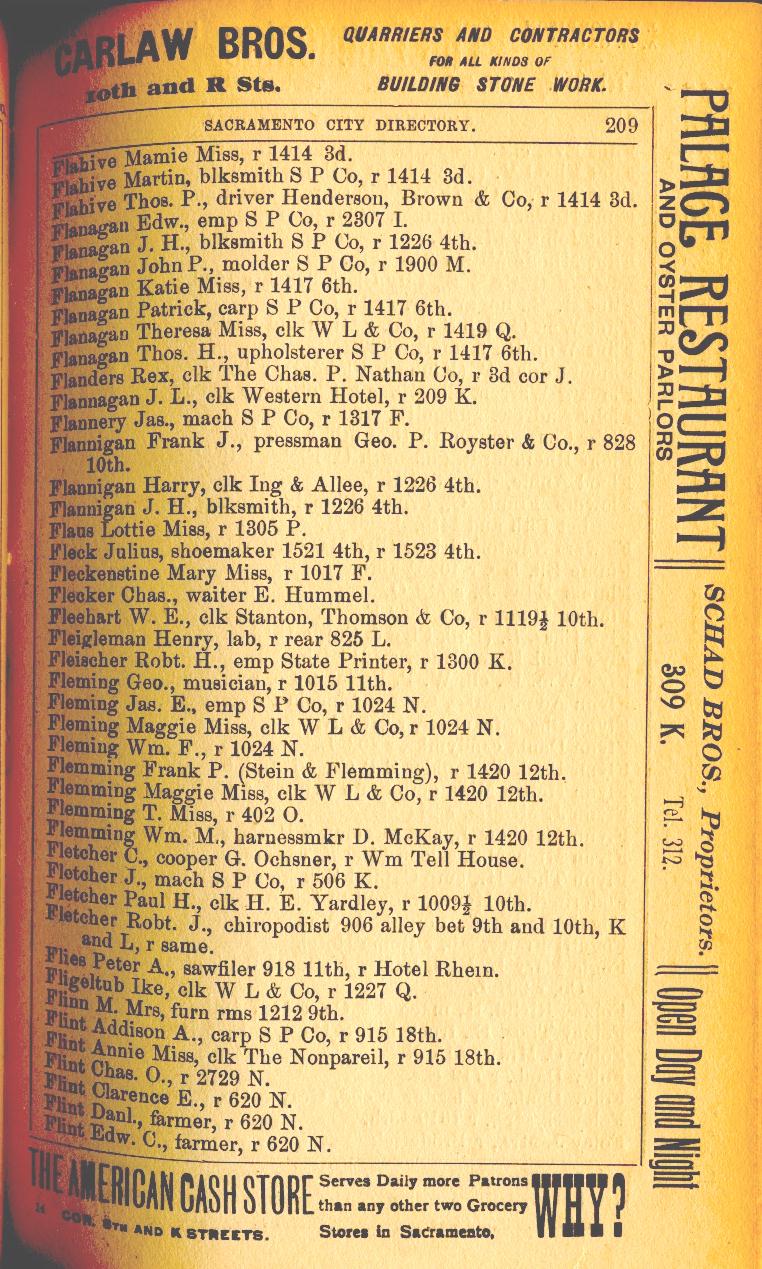 CARLAW BROS.
10th and R Sts.
QUARRIERS AND CONTRACTORS
FOR ALL KINDS OF
BUILDING STONE WORK.
SACRAMENTO CITY DIRECTORY. 209
Flahive Mamie Miss, r 1414 3d.
Flahive Martin, blksmith S P Co, r 1414 3d.
Flahive Thos. P., driver Henderson, Brown & Co, r 1414 3d.
Flanagan Edw., emp S P Co, r 2307 I.
Flanagan J. H., blksmith S P Co, r 1226 4th.
Flanagan John P., molder S P Co, r 1900 M.
Flanagan Katie Miss, r 1417 6th.
Flanagan Patrick, carp S P Co, r 1417 6th.
Flanagan Theresa Miss, clk W L & Co, r 1419 Q.
Flanagan Thos. H., upholsterer S P Co, r 1417 6th.
Flanders Rex, clk The Chas. P. Nathan Co, r 3d cor J.
Flannagan J. L., clk Western Hotel, r 209 K.
Flannery Jas., mach S P Co, r 1317 F.
Flannigan Frank J., pressman Geo. P. Royster & Co., r 828
10th.
Flannigan Harry, clk Ing & Allee, r 1226 4th.
Flannigan J. H., blksmith, r 1226 4th.
Flaus Lottie Miss, r 1305 P.
Fleck Julius, shoemaker 1521 4th, r 1523 4th.
Fleckenstine Mary Miss, r 1017 F.
Flecker Chas., waiter E. Hummel.
Fleehart W. E., clk Stanton, Thomson & Co, r 1119½ 10th.
Fleigleman Henry, lab, r rear 825 L.
Fleischer Robt. H., emp State Printer, r 1300 K.
Fleming Geo., musician, r 1015 11th.
Fleming Jas. E., emp S P Co, r 1024 N.
Fleming Maggie Miss, clk W L & Co, r 1024 N.
Fleming Wm. F., r 1024 N.
Flemming Frank P. (Stein & Flemming), r 1420 12th.
Flemming Maggie Miss, clk W L & Co, r 1420 12th.
Flemming T. Miss, r 402 O.
Flemming Wm. M., harnessmkr D. McKay, r 1420 12th.
Fletcher C., cooper G. Ochsner, r Wm Tell House.
Fletcher J., mach S P Co, r 506 K.
Fletcher Paul H., clk H. E. Yardley, r 1009½ 10th.
Fletcher Robt. J., chiropodist 906 alley bet 9th and 10th, K
and L, r same.
Flies Peter A., sawfiler 918 11th, r Hotel Rhein.
Fligeltub Ike, clk W L & Co, r 1227 Q.
Flinn M. Mrs, furn rms 1212 9th.
Flint Addison A., carp S P Co, r 915 18th.
Flint Annie Miss, clk The Nonpareil, r 915 18th.
Flint Chas. O., r 2729 N.
Flint Clarence E., r 620 N.
Flint Danl., farmer, r 620 N.
Flint Edw. C., farmer, r 620 N.
PALACE RESTAURANT
AND OYSTER PARLORS
SCHAD BROS., Proprietors.
309 K. Tel. 312.
Open Day and Night
THE AMERICAN CASH STORE
COR. 8TH AND K STREETS.
Serves Daily more Patrons
than any other two Grocery
Stores in Sacramento,
WHY?
14